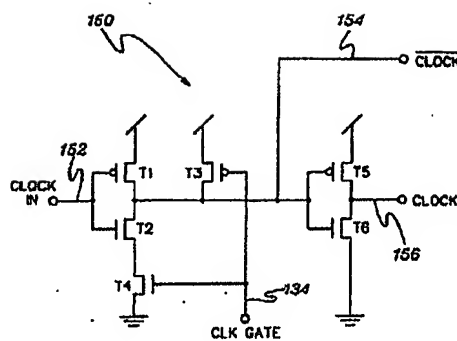 150
154
CLOCK
152
T1
T3
T5
CLOCK
IN
CLOCK
T2
T6
156
T4
134
CLK GATE